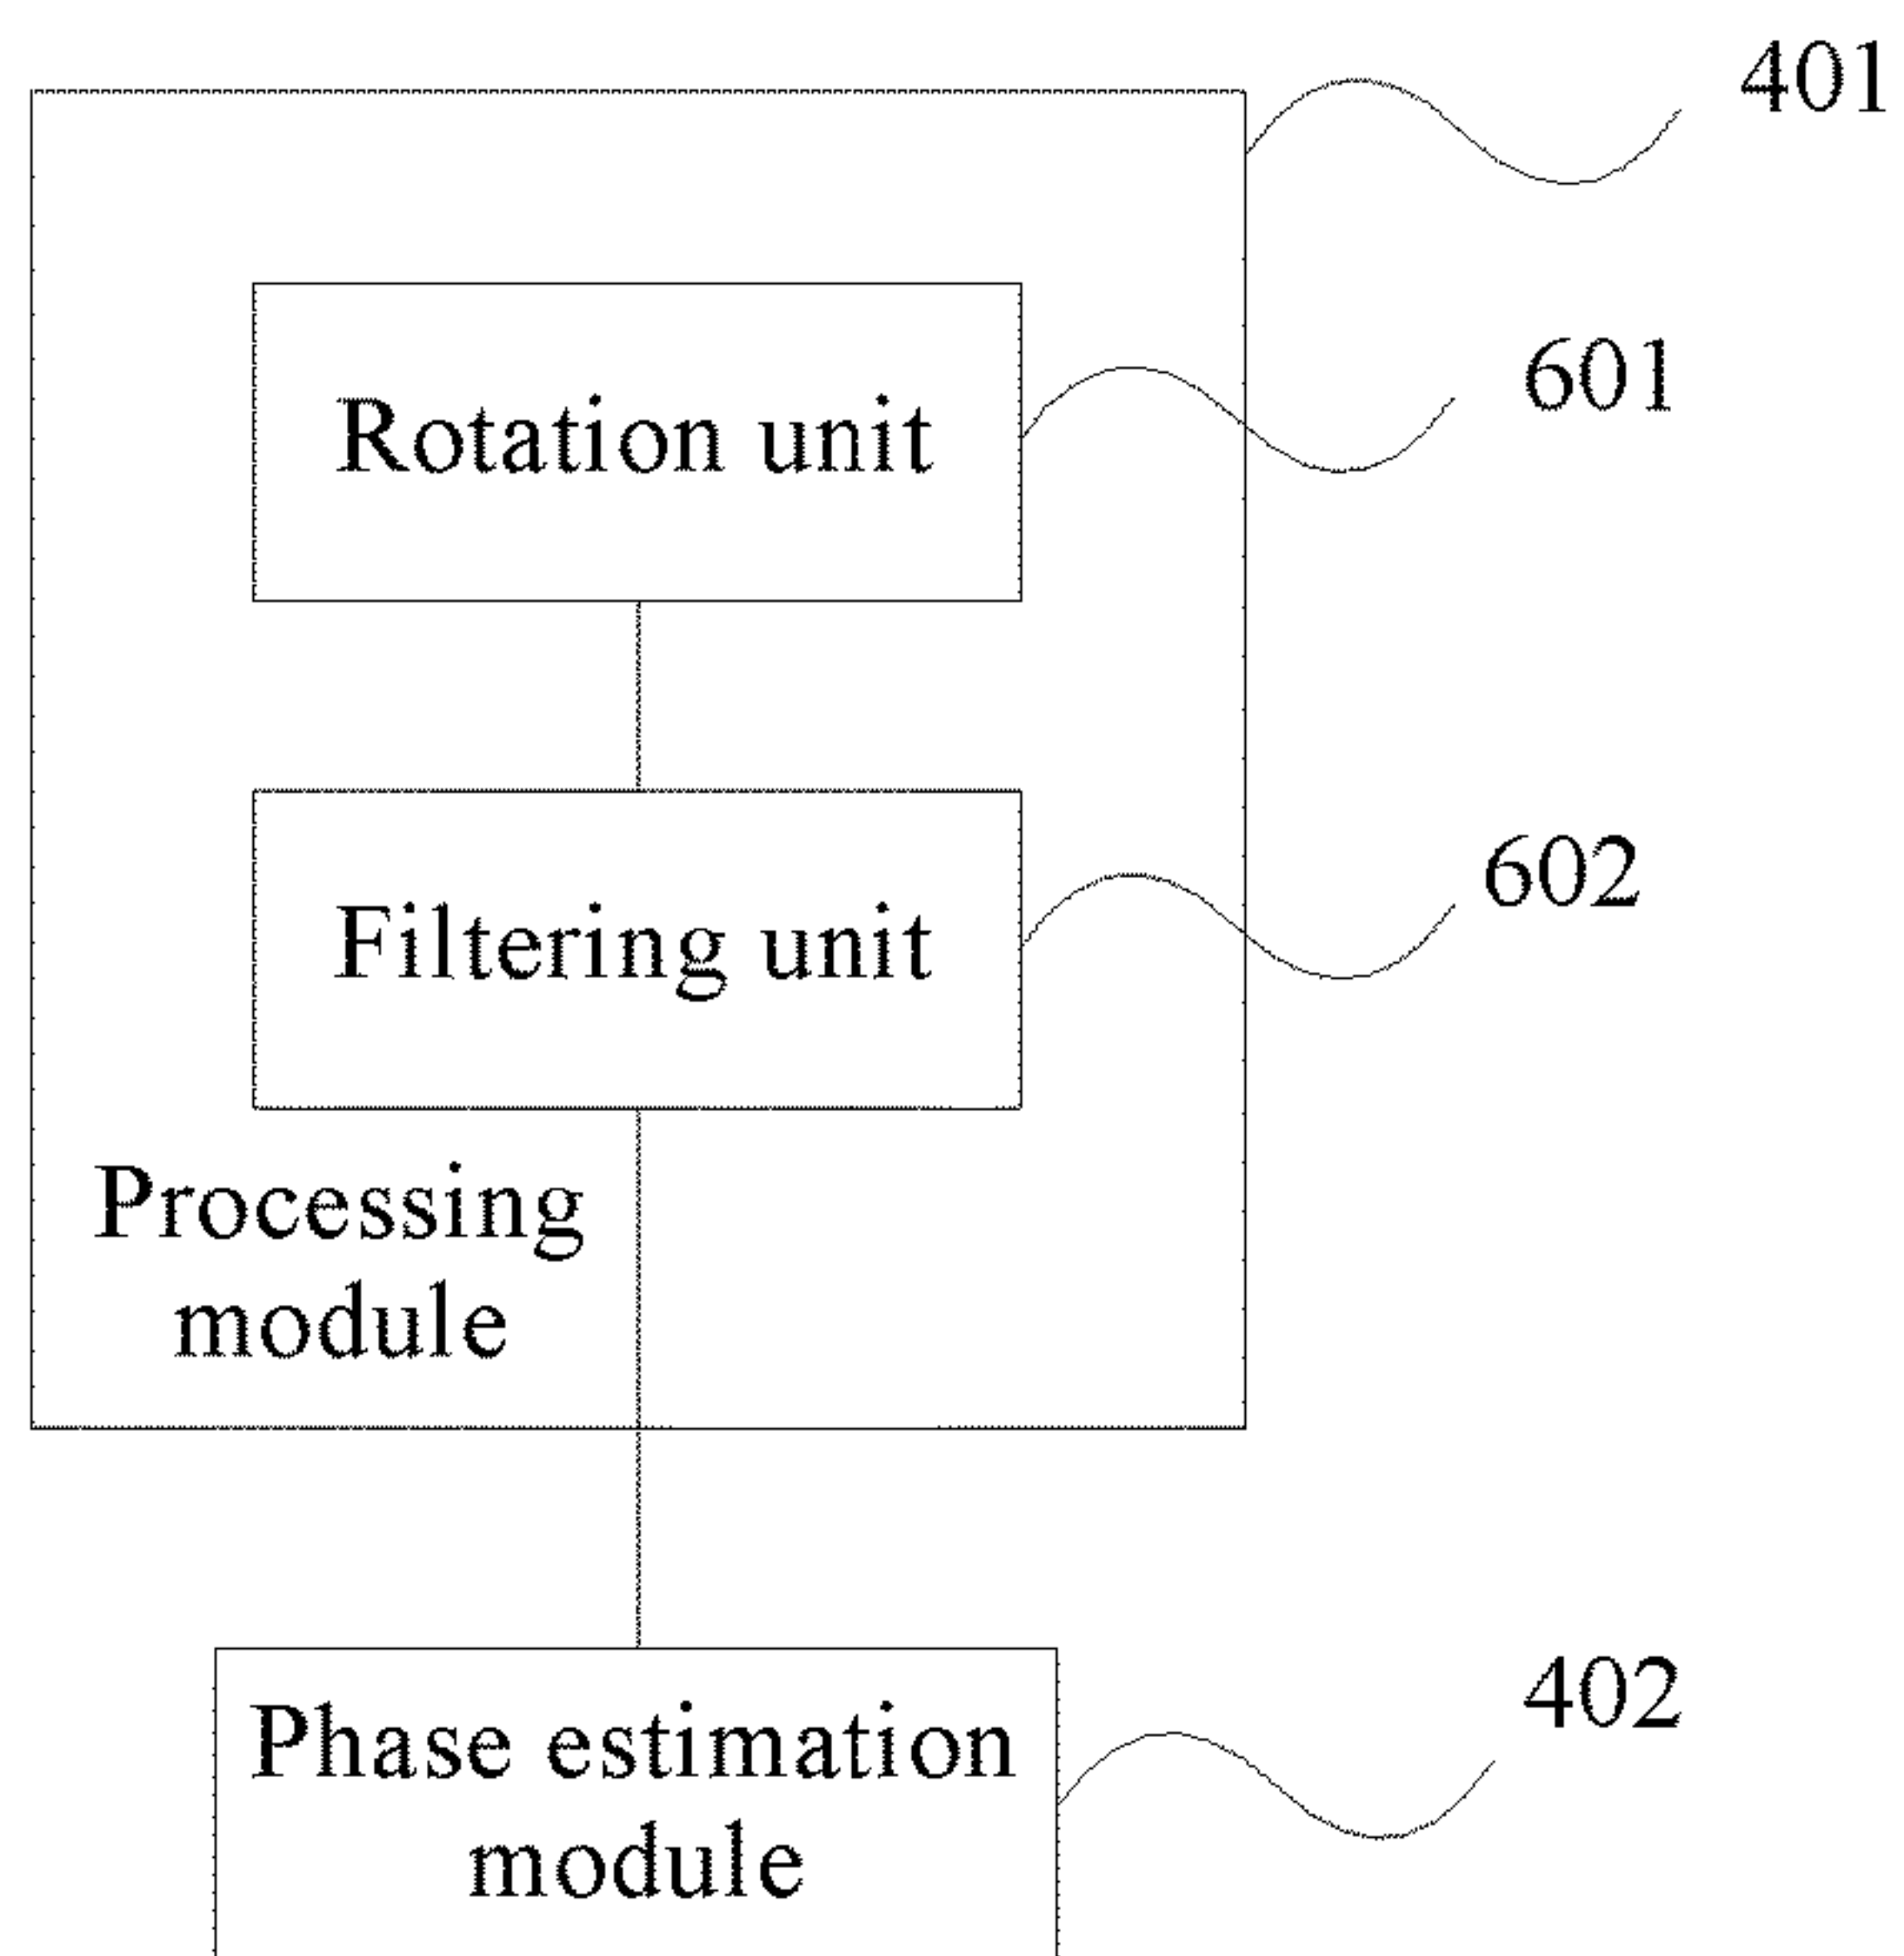 401
Rotation unit
601
Filtering unit
602
Processing
module
Phase estimation
module
402